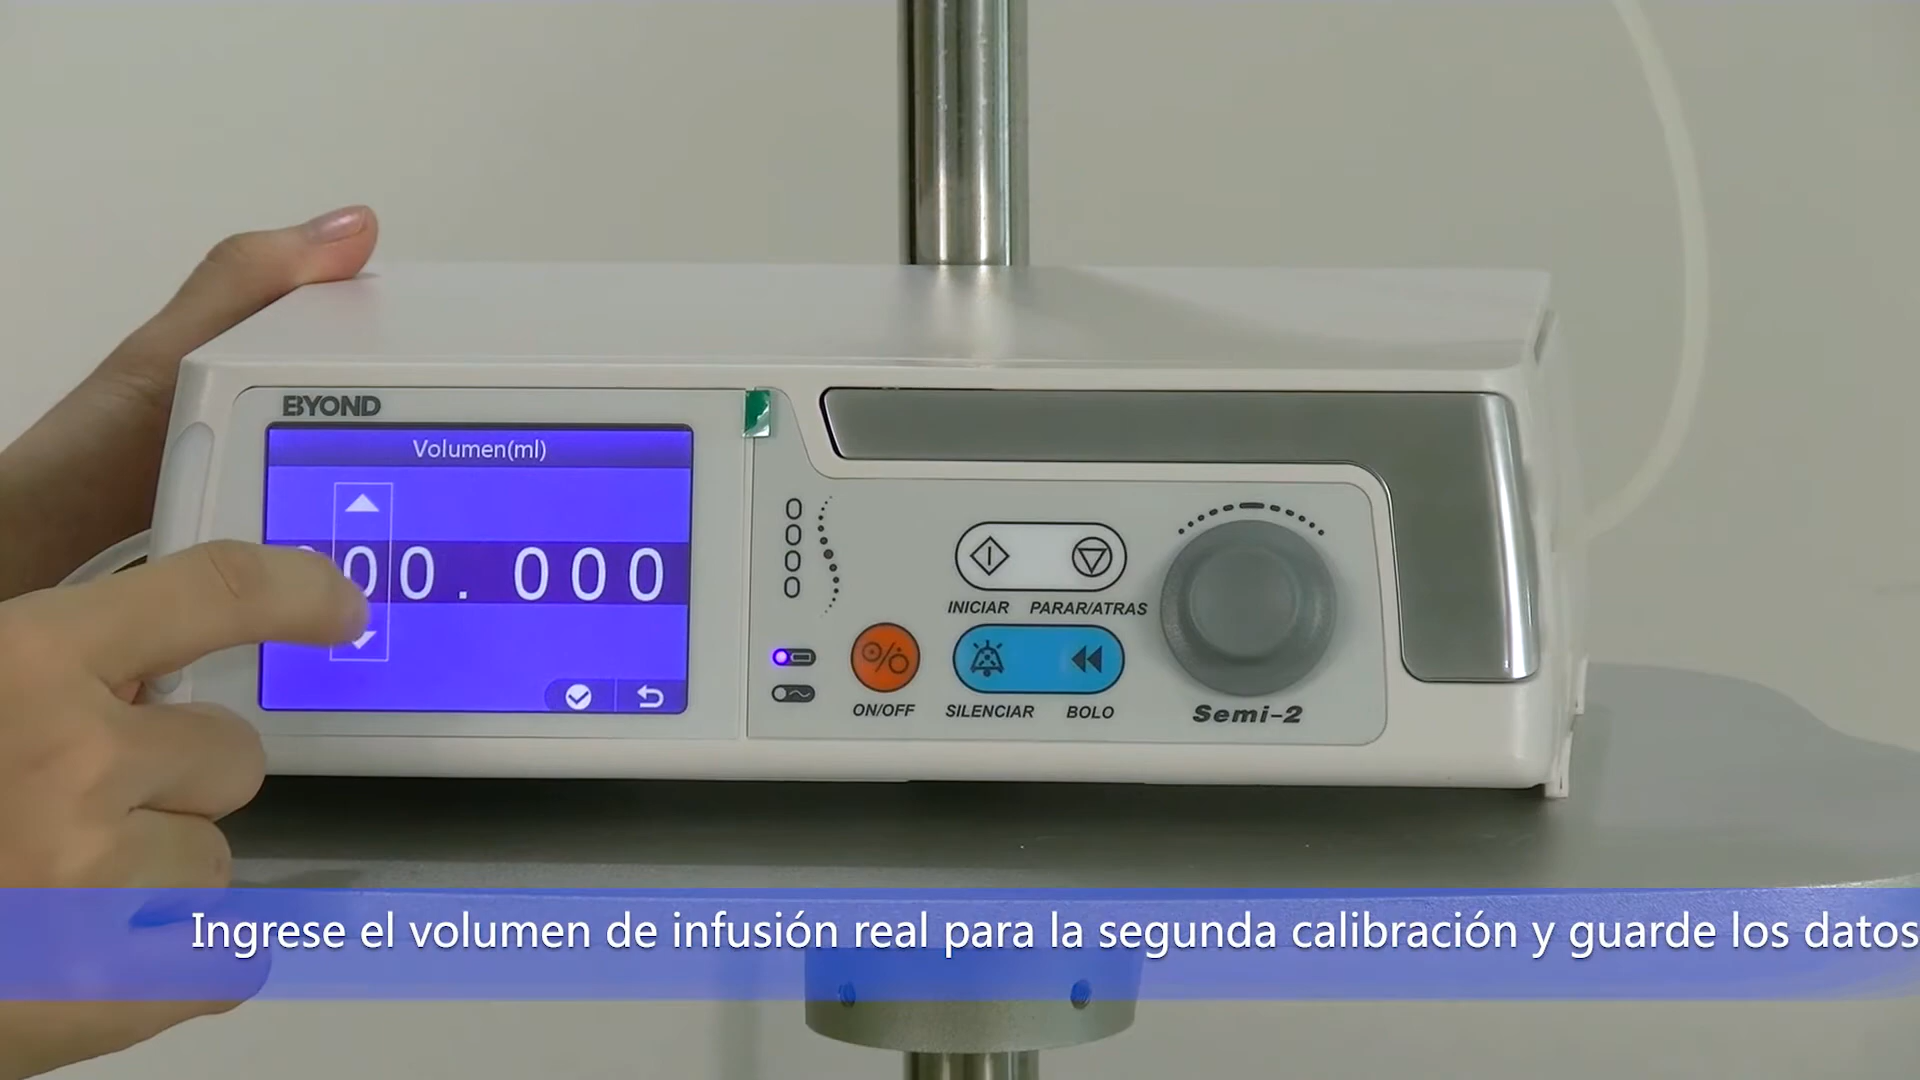 BYOND
Volumen(ml)
00.000
INICIAR PARAR/ATRAS
ON/OFF SILENCIAR BOLO
Semi-2
Ingrese el volumen de infusión real para la segunda calibración y guarde los datos